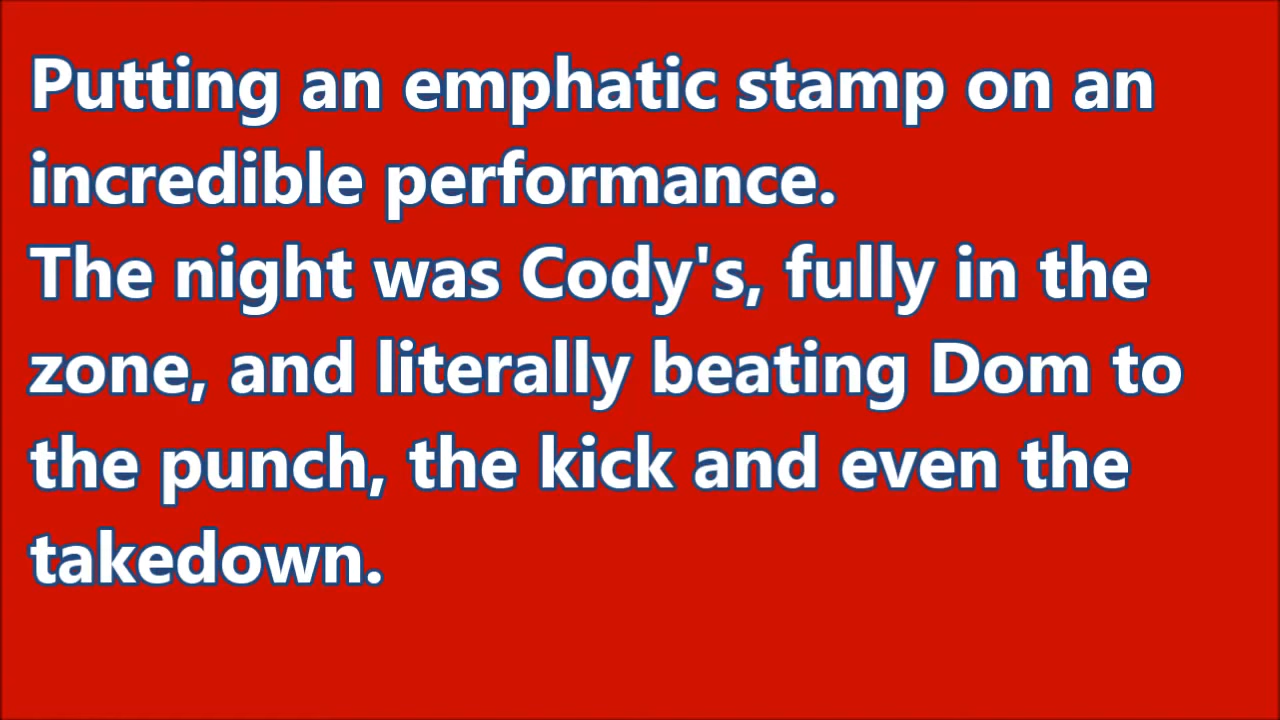 Putting an emphatic stamp on an
incredible performance.
The night was Cody's, fully in the
zone, and literally beating Dom to
the punch, the kick and even the
takedown.